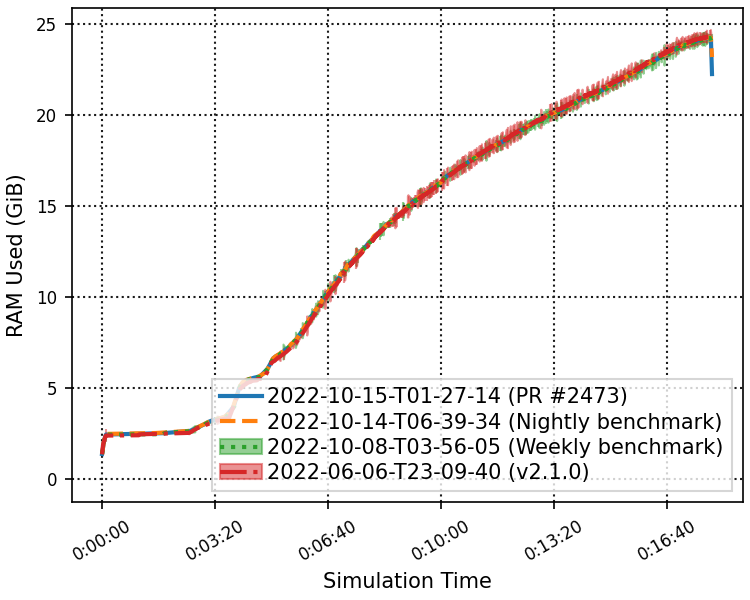 25
20
15
10
5
0
RAM Used (GiB)
2022-10-15-T01-27-14 (PR #2473)
2022-10-14-T06-39-34 (Nightly benchmark)
2022-10-08-T03-56-05 (Weekly benchmark)
2022-06-06-T23-09-40 (v2.1.0)
0:00:00
0:03:20
0:06:40
0:10:00
0:13:20
0:16:40
Simulation Time